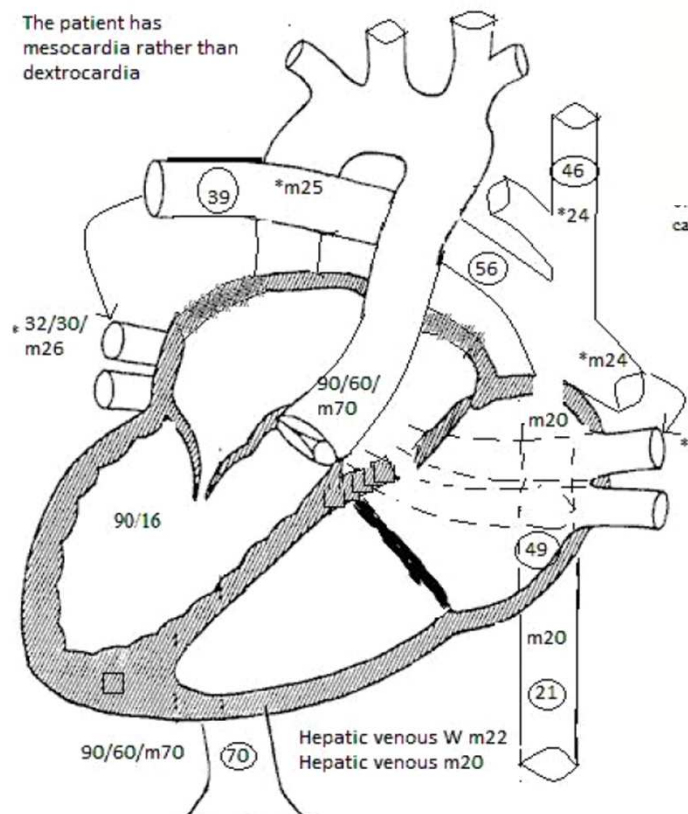 The patient has
mesocardia rather than
dextrocardia
46
39
*m25
*24
ca
56
* 32/30/
m26
*m24
90/60/
m70
m20
*
90/16
49
m20
21
90/60/m70
70
Hepatic venous W m22
Hepatic venous m20